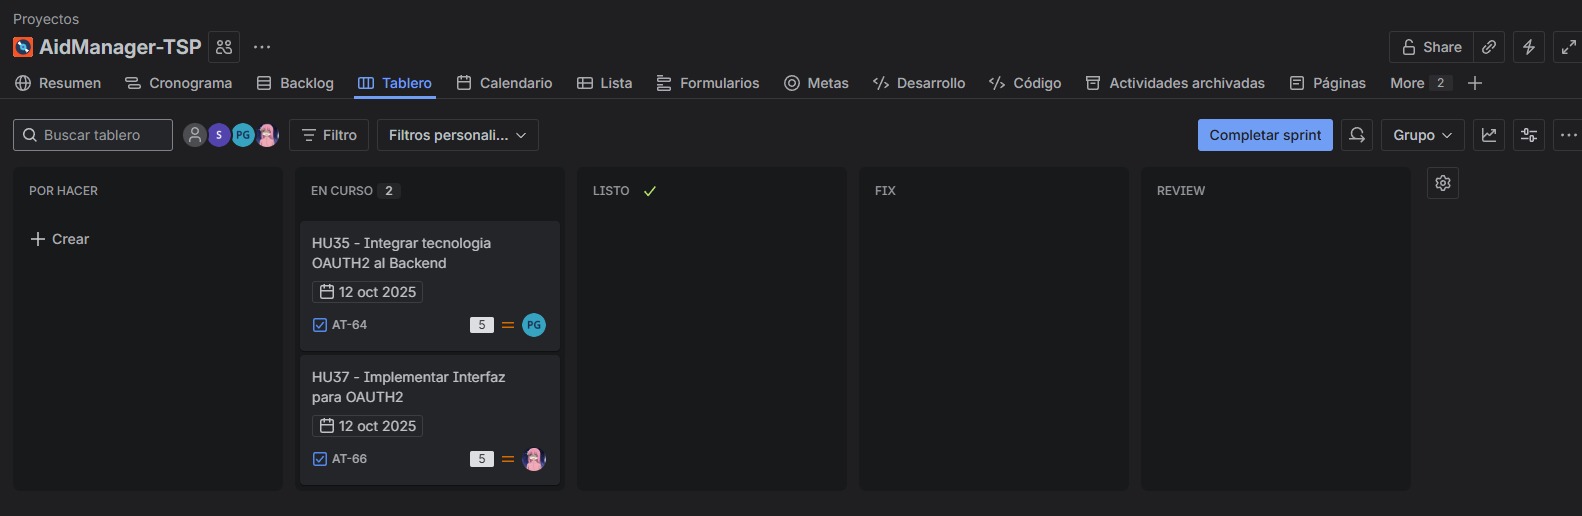 Proyectos
AidManager-TSP
Share
Resumen
Cronograma
Backlog
Tablero
Calendario
Lista
Formularios
Metas
Desarrollo
Código
Actividades archivadas
Páginas
More 2
Buscar tablero
S
PG
Filtro
Filtros personali...
Completar sprint
Grupo
POR HACER
Crear
EN CURSO 2
HU35 - Integrar tecnologia
OAUTH2 al Backend
12 oct 2025
AT-64
5
PG
HU37 - Implementar Interfaz
para OAUTH2
12 oct 2025
AT-66
5
LISTO
FIX
REVIEW